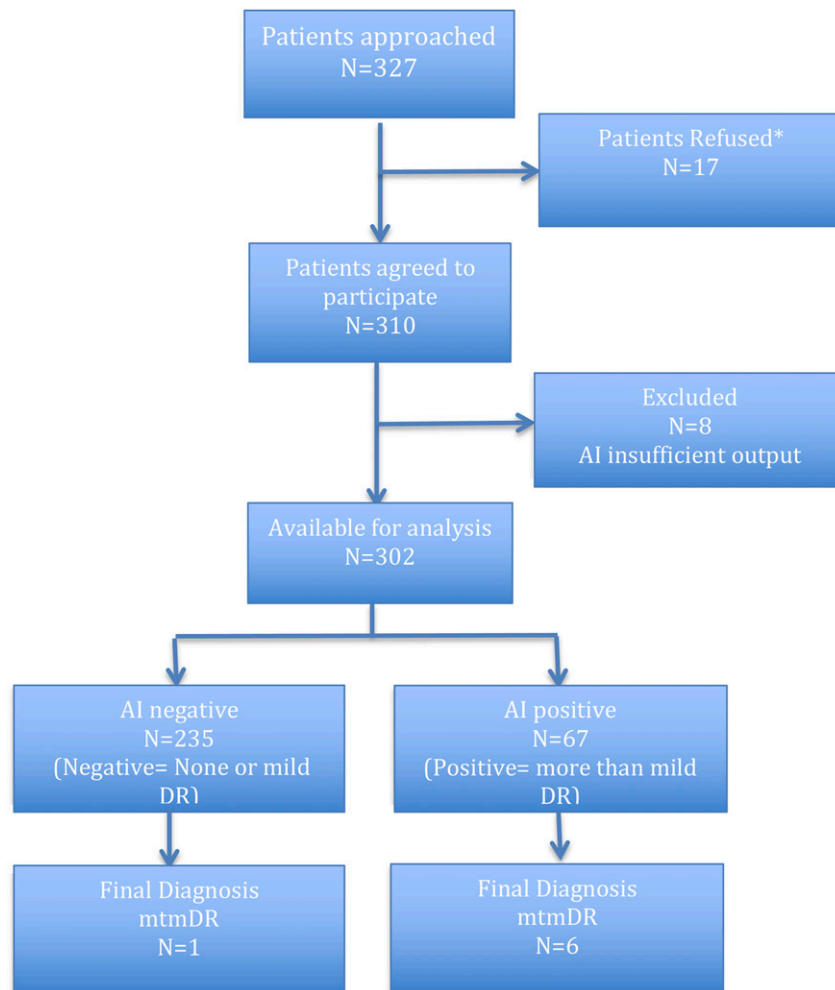 Patients approached
N=327
Patients Refused*
N=17
Patients agreed to
participate
N=310
Excluded
N=8
AI insufficient output
Available for analysis
N=302
AI negative
N=235
(Negative= None or mild
DR)
AI positive
N=67
(Positive= more than mild
DR)
Final Diagnosis
mtmDR
N=1
Final Diagnosis
mtmDR
N=6